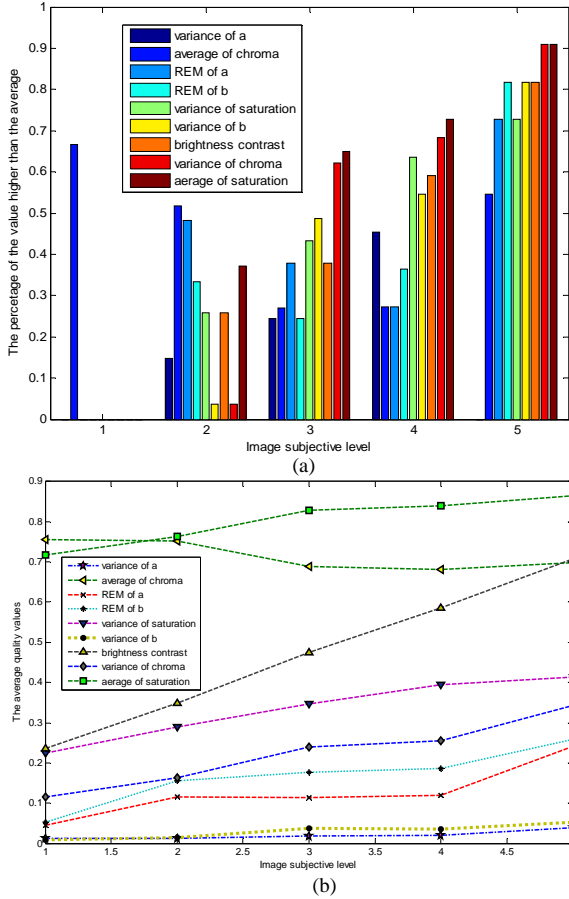 1
0.9
0.8
0.7
0.6
0.5
0.4
0.3
0.2
0.1
0
The percetage of the value higher than the average
variance of a
average of chroma
REM of a
REM of b
variance of saturation
variance of b
brightness contrast
variance of chroma
aerage of saturation
1 2 3 4 5
Image subjective level
(a)
0.9
0.8
0.7
0.6
0.5
0.4
0.3
0.2
0.1
0
The average quality values
variance of a
average of chroma
REM of a
REM of b
variance of saturation
variance of b
brightness contrast
variance of chroma
aerage of saturation
1 1.5 2 2.5 3 3.5 4 4.5
Image subjective level
(b)